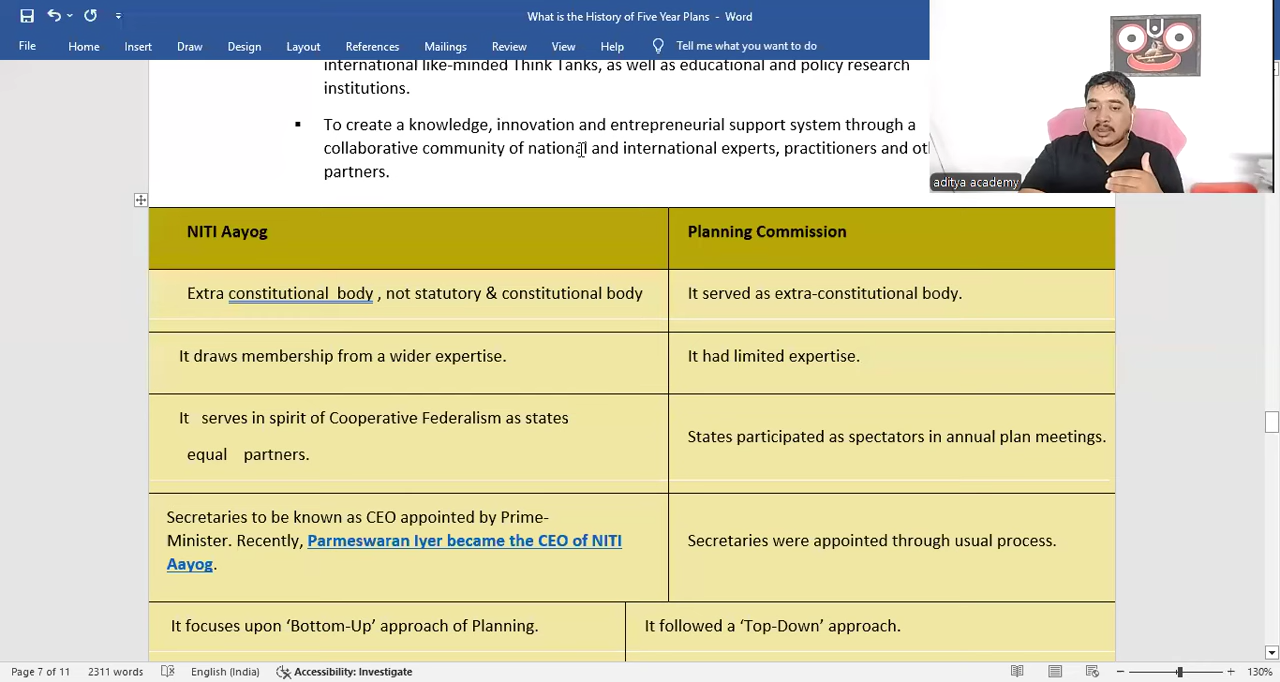 What is the History of Five Year Plans - Word
File Home Insert Draw Design Layout References Mailings Review View Help Tell me what you want to do
international like-minded Think Tanks, as well as educational and policy research
institutions.
▪ To create a knowledge, innovation and entrepreneurial support system through a
collaborative community of national and international experts, practitioners and
partners.
aditya academy
NITI Aayog Planning Commission
Extra constitutional body , not statutory & constitutional body It served as extra-constitutional body.
It draws membership from a wider expertise. It had limited expertise.
It serves in spirit of Cooperative Federalism as states
equal partners.
States participated as spectators in annual plan meetings.
Secretaries to be known as CEO appointed by Prime-
Minister. Recently, Parmeswaran Iyer became the CEO of NITI
Aayog.
Secretaries were appointed through usual process.
It focuses upon ‘Bottom-Up’ approach of Planning. It followed a ‘Top-Down’ approach.
Page 7 of 11 2311 words English (India) Accessibility: Investigate 130%